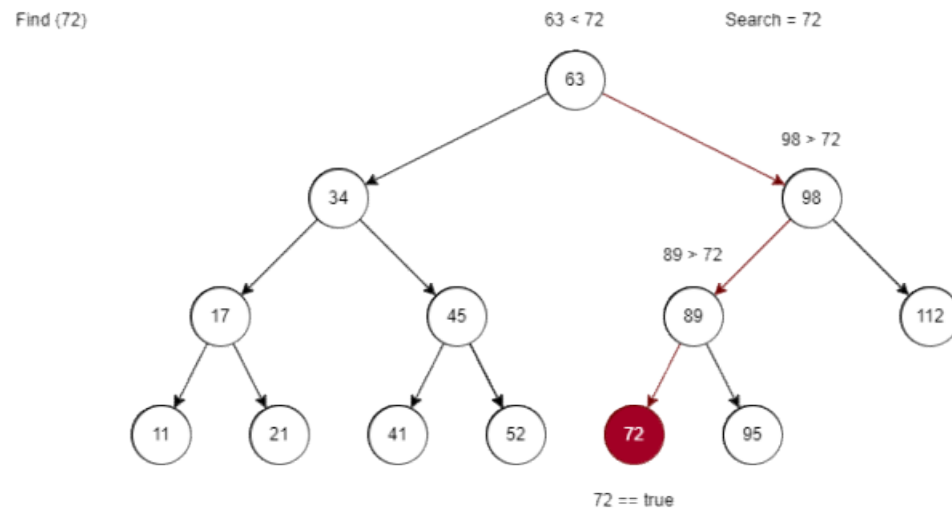 Find (72)
63 < 72
Search = 72
63
98 > 72
34
98
89 > 72
17
45
89
112
11
21
41
52
72
95
72 == true